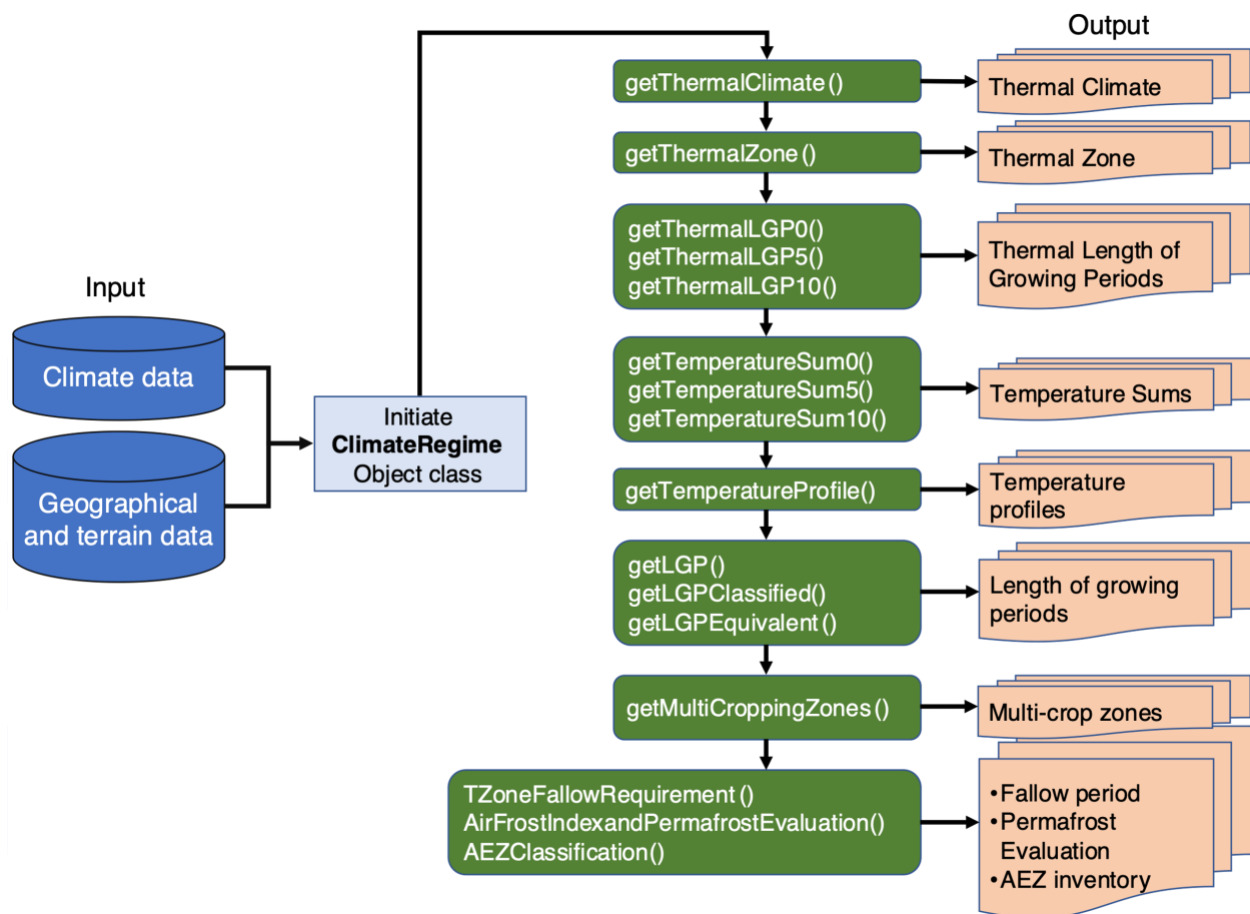 Output
getThermalClimate()
Thermal Climate
getThermalZone()
Thermal Zone
getThermalLGP0()
getThermalLGP5()
getThermalLGP10()
Thermal Length of
Growing Periods
Input
Climate data
Geographical
and terrain data
Initiate
ClimateRegime
Object class
getTemperatureSum0()
getTemperatureSum5()
getTemperatureSum10()
Temperature Sums
getTemperatureProfile()
Temperature
profiles
getLGP()
getLGPClassified()
getLGPEquivalent()
Length of growing
periods
getMultiCroppingZones()
Multi-crop zones
TZoneFallowRequirement()
AirFrostIndexandPermafrostEvaluation()
AEZClassification()
•Fallow period
•Permafrost
Evaluation
•AEZ inventory